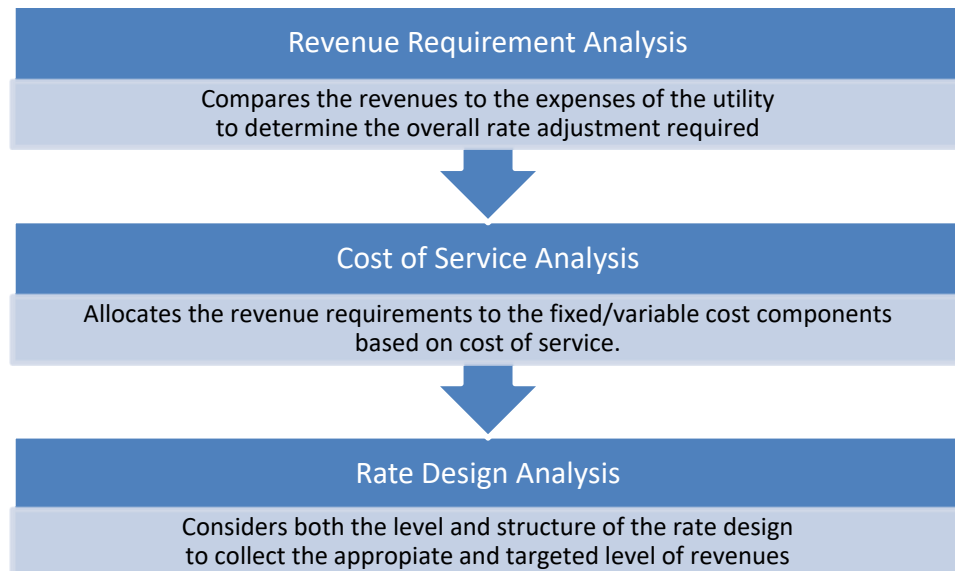 Revenue Requirement Analysis
Compares the revenues to the expenses of the utility
to determine the overall rate adjustment required
Cost of Service Analysis
Allocates the revenue requirements to the fixed/variable cost components
based on cost of service.
Rate Design Analysis
Considers both the level and structure of the rate design
to collect the appropiate and targeted level of revenues